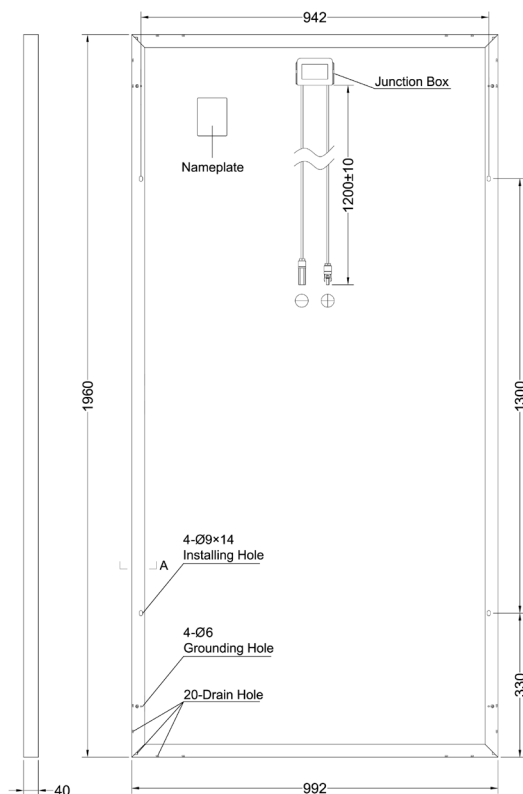 942
Junction Box
Nameplate
1200±10
1960
1300
4-Ø9×14
Installing Hole
A
4-Ø6
Grounding Hole
330
20-Drain Hole
40
992